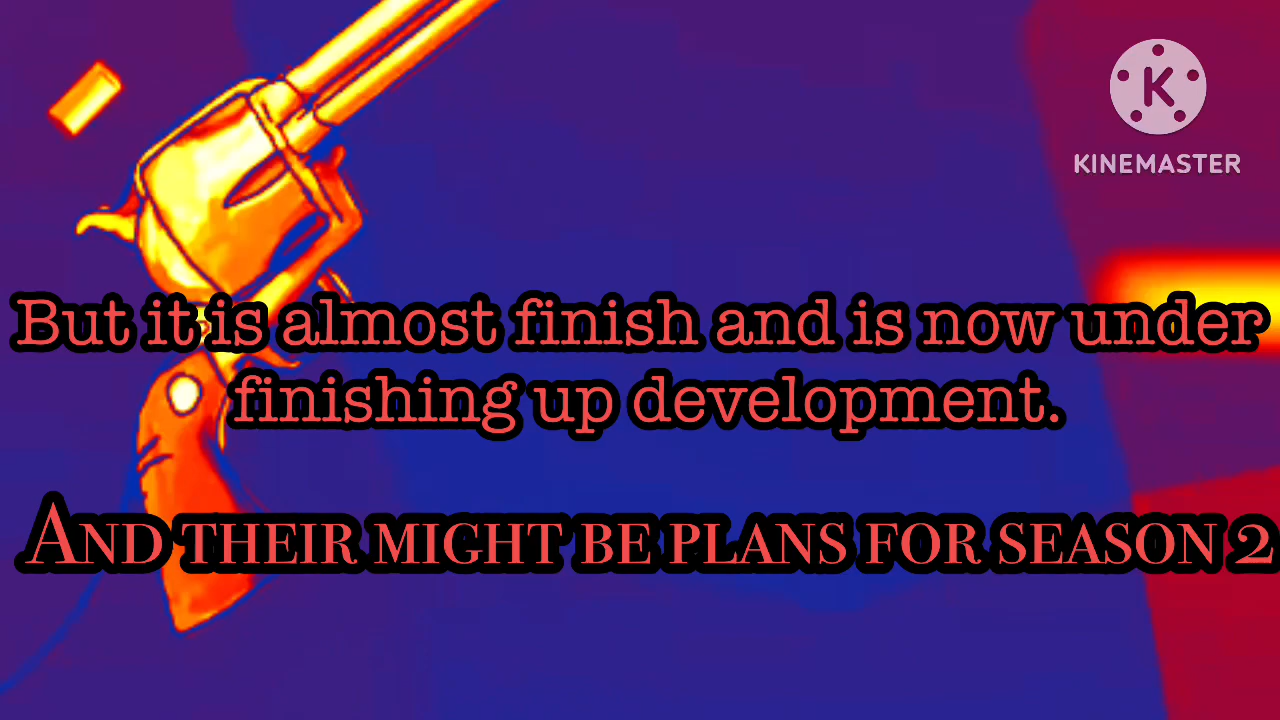 K
KINEMASTER
But it is almost finish and is now under
finishing up development.
And their might be plans for season 2